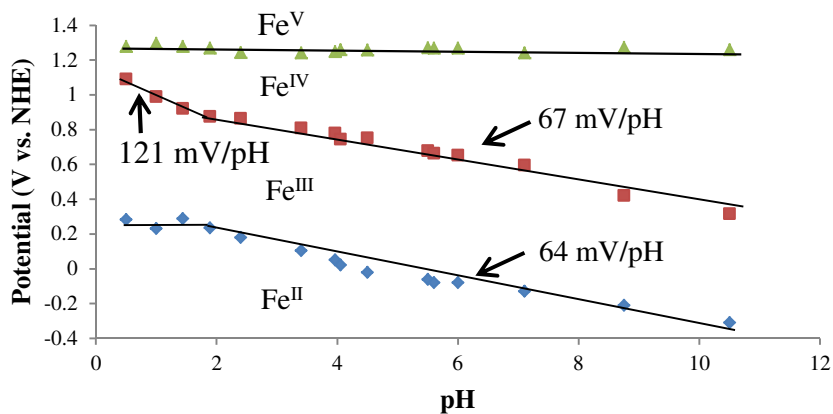 Fe^V
1.4
1.2
1
0.8
0.6
0.4
0.2
0
-0.2
-0.4
Potential (V vs. NHE)
Fe^IV
67 mV/pH
121 mV/pH
Fe^III
64 mV/pH
Fe^II
0 2 4 6 8 10 12
pH